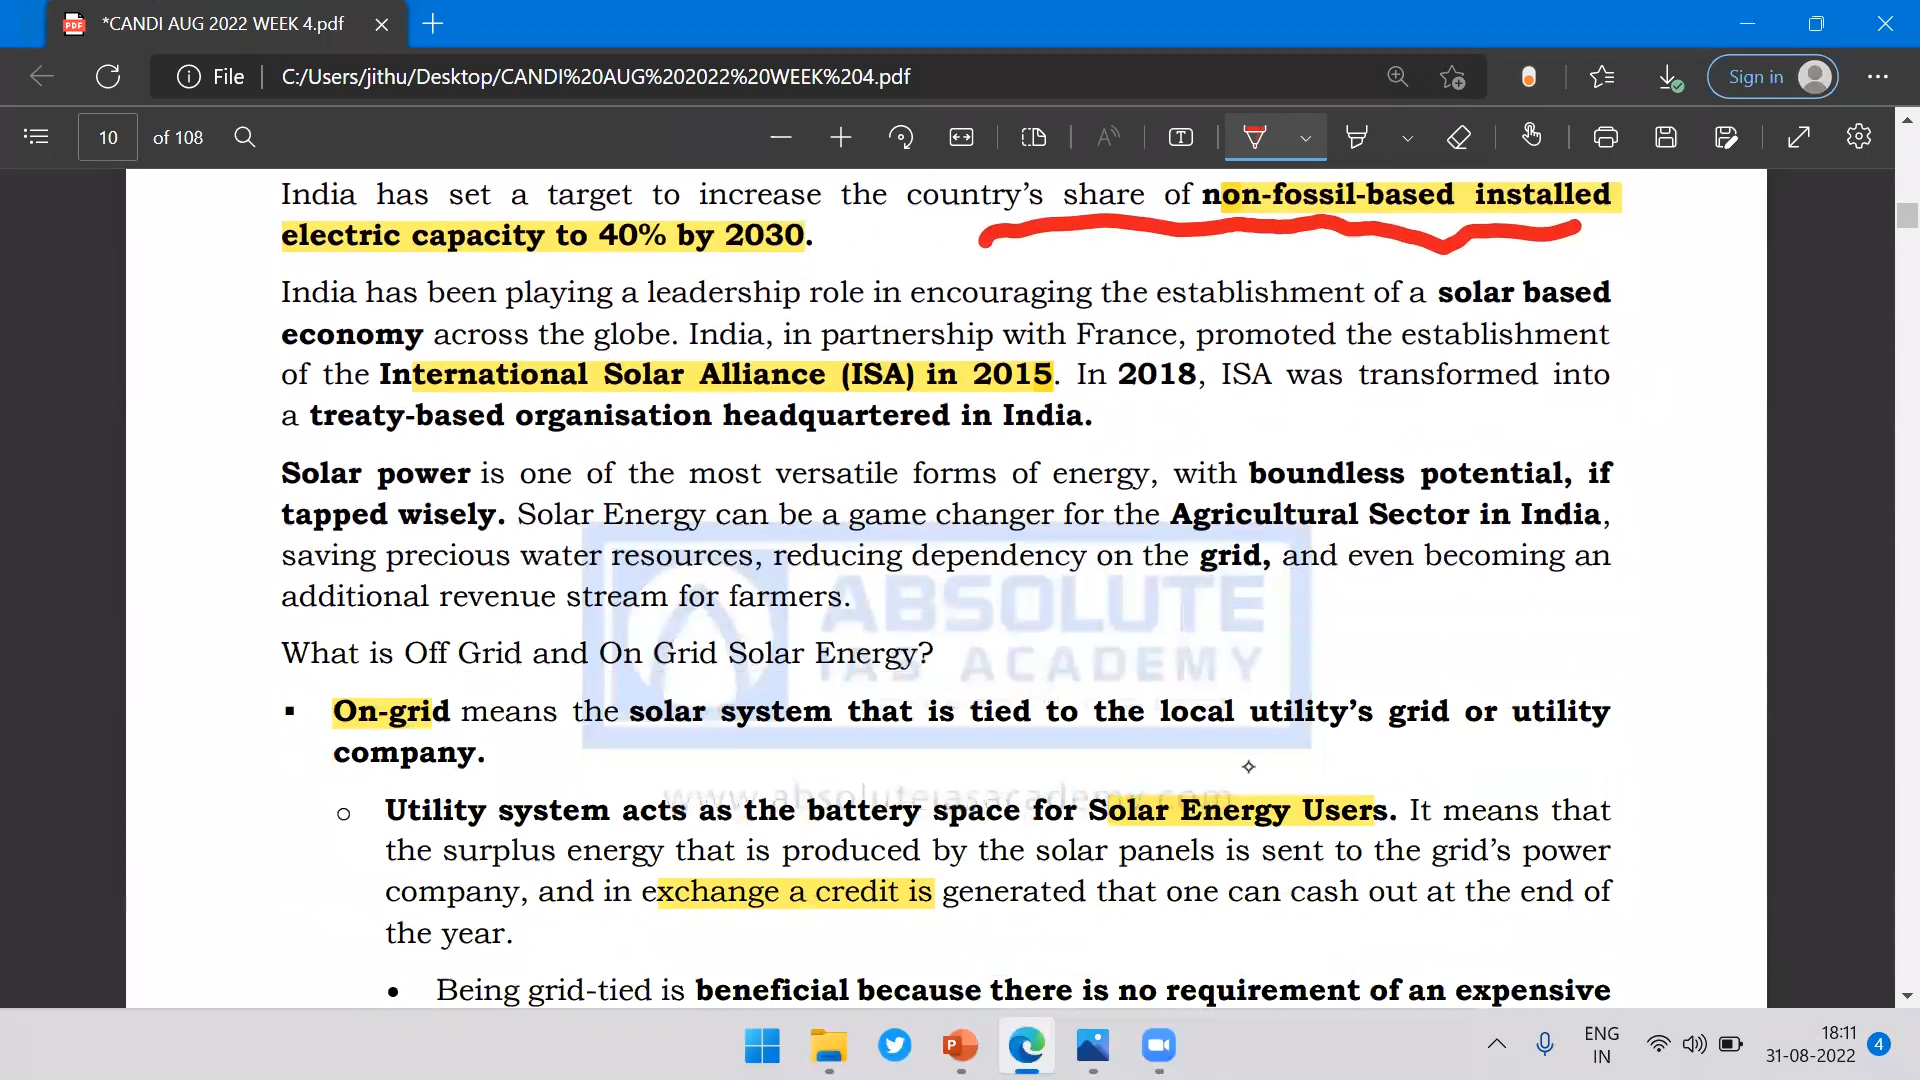 *CANDI AUG 2022 WEEK 4.pdf
File C:/Users/jithu/Desktop/CANDI%20AUG%202022%20WEEK%204.pdf
Sign in
10 of 108
India has set a target to increase the country's share of non-fossil-based installed
electric capacity to 40% by 2030.
India has been playing a leadership role in encouraging the establishment of a solar based
economy across the globe. India, in partnership with France, promoted the establishment
of the International Solar Alliance (ISA) in 2015. In 2018, ISA was transformed into
a treaty-based organisation headquartered in India.
Solar power is one of the most versatile forms of energy, with boundless potential, if
tapped wisely. Solar Energy can be a game changer for the Agricultural Sector in India,
saving precious water resources, reducing dependency on the grid, and even becoming an
additional revenue stream for farmers.
ABSOLUTE
IAS ACADEMY
What is Off Grid and On Grid Solar Energy?
▪ On-grid means the solar system that is tied to the local utility's grid or utility
company.
www.absoluteiasacademy.com
o Utility system acts as the battery space for Solar Energy Users. It means that
the surplus energy that is produced by the solar panels is sent to the grid's power
company, and in exchange a credit is generated that one can cash out at the end of
the year.
• Being grid-tied is beneficial because there is no requirement of an expensive
ENG
IN
18:11
31-08-2022
4